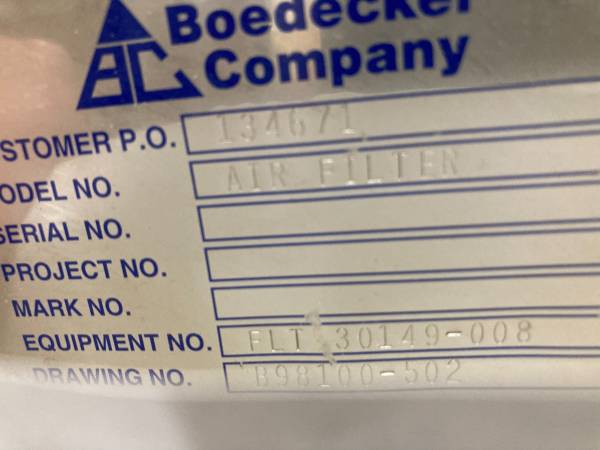 Boedecker
Company
STOMER P.O. 134671
ODEL NO. AIR FILTER
SERIAL NO.
PROJECT NO.
MARK NO.
EQUIPMENT NO. FLT 30149-008
DRAWING NO. B98100-502